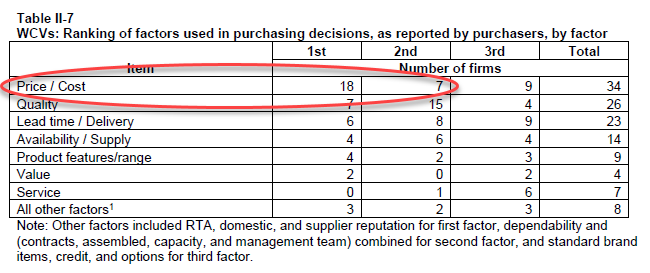 Table II-7
WCVs: Ranking of factors used in purchasing decisions, as reported by purchasers, by factor
1st 2nd 3rd Total
Item Number of firms
Price / Cost 18 7 9 34
Quality 7 15 4 26
Lead time / Delivery 6 8 9 23
Availability / Supply 4 6 4 14
Product features/range 4 2 3 9
Value 2 0 2 4
Service 0 1 6 7
All other factors¹ 3 2 3 8
Note: Other factors included RTA, domestic, and supplier reputation for first factor, dependability and
(contracts, assembled, capacity, and management team) combined for second factor, and standard brand
items, credit, and options for third factor.